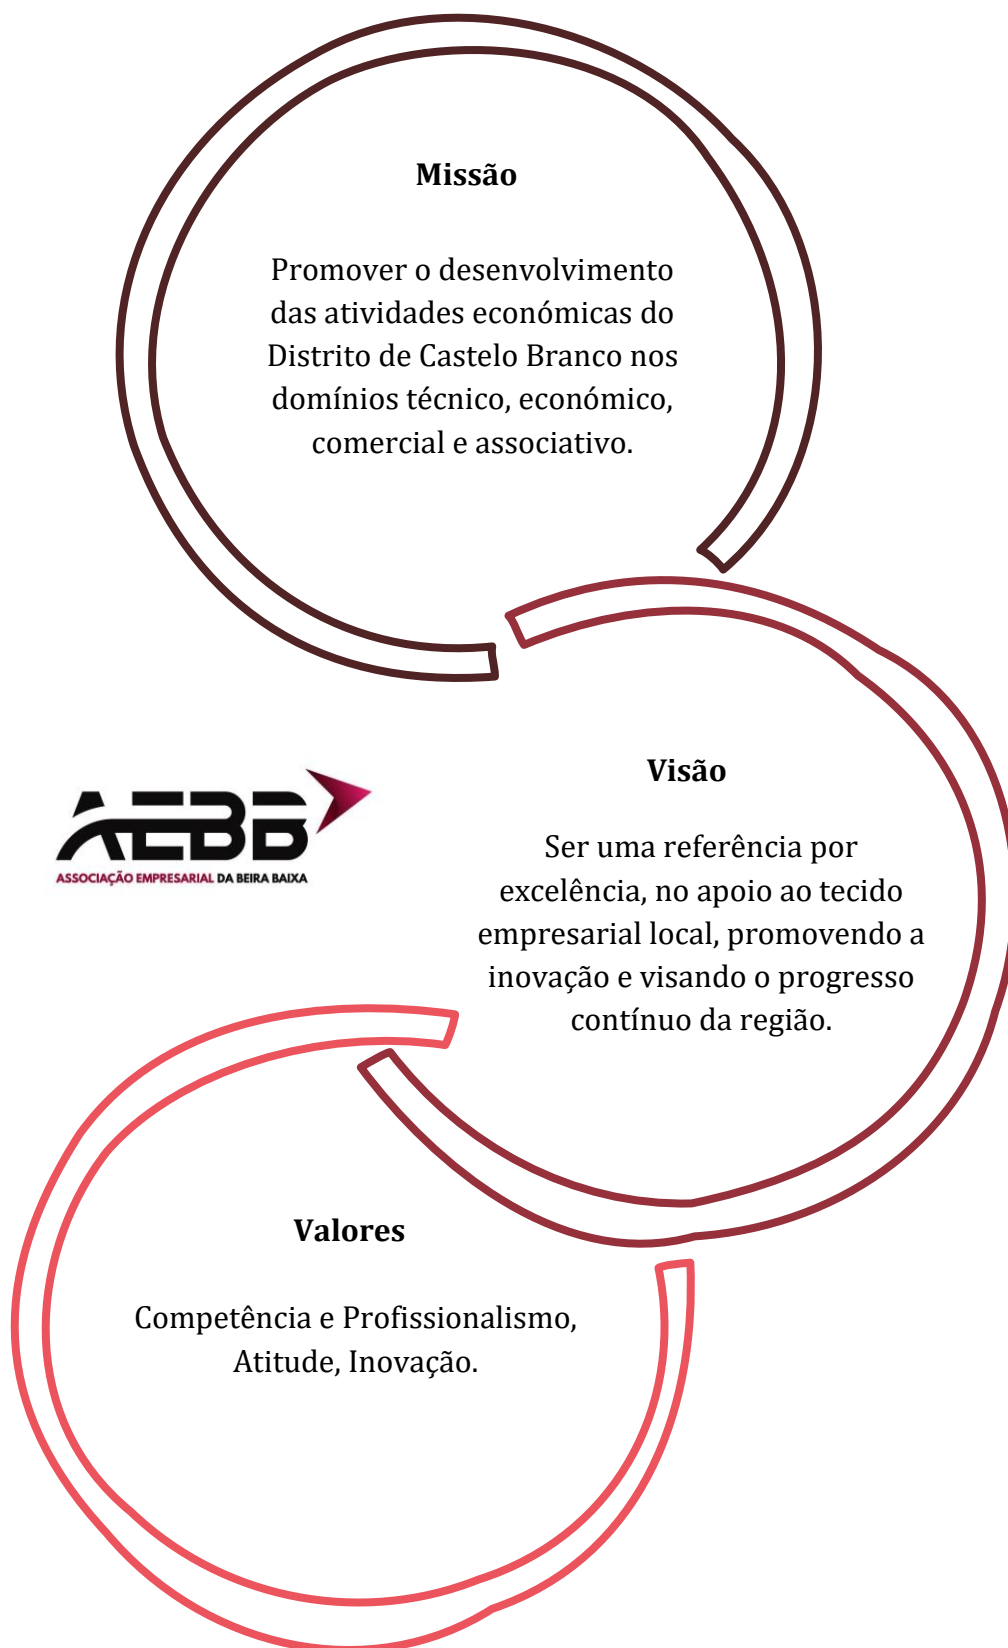 Missão
Promover o desenvolvimento
das atividades económicas do
Distrito de Castelo Branco nos
domínios técnico, económico,
comercial e associativo.
AEBB
ASSOCIAÇÃO EMPRESARIAL DA BEIRA BAIXA
Visão
Ser uma referência por
excelência, no apoio ao tecido
empresarial local, promovendo a
inovação e visando o progresso
contínuo da região.
Valores
Competência e Profissionalismo,
Atitude, Inovação.